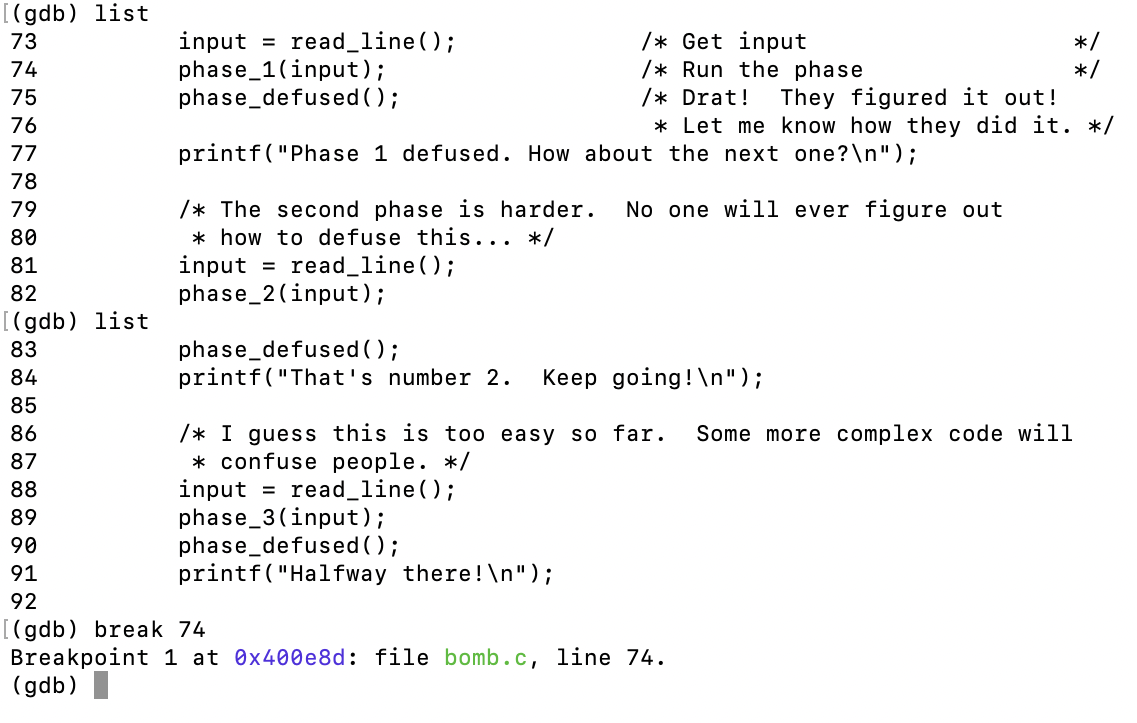 (gdb) list
73          input = read_line();             /* Get input                   */
74          phase_1(input);                  /* Run the phase               */
75          phase_defused();                 /* Drat!  They figured it out!
76                                            * Let me know how they did it. */
77          printf("Phase 1 defused. How about the next one?\n");
78
79          /* The second phase is harder.  No one will ever figure out
80           * how to defuse this... */
81          input = read_line();
82          phase_2(input);
(gdb) list
83          phase_defused();
84          printf("That's number 2.  Keep going!\n");
85
86          /* I guess this is too easy so far.  Some more complex code will
87           * confuse people. */
88          input = read_line();
89          phase_3(input);
90          phase_defused();
91          printf("Halfway there!\n");
92
(gdb) break 74
Breakpoint 1 at 0x400e8d: file bomb.c, line 74.
(gdb)